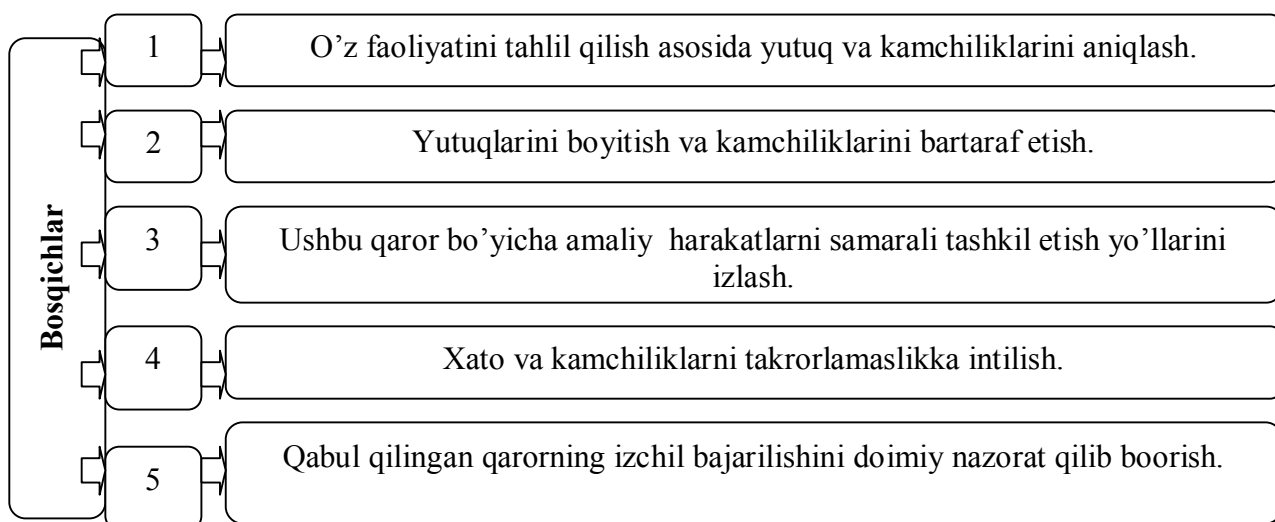 Bosqichlar
1
O’z faoliyatini tahlil qilish asosida yutuq va kamchiliklarini aniqlash.
2
Yutuqlarini boyitish va kamchiliklarini bartaraf etish.
3
Ushbu qaror bo’yicha amaliy harakatlarni samarali tashkil etish yo’llarini
izlash.
4
Xato va kamchiliklarni takrorlamaslikka intilish.
5
Qabul qilingan qarorning izchil bajarilishini doimiy nazorat qilib boorish.